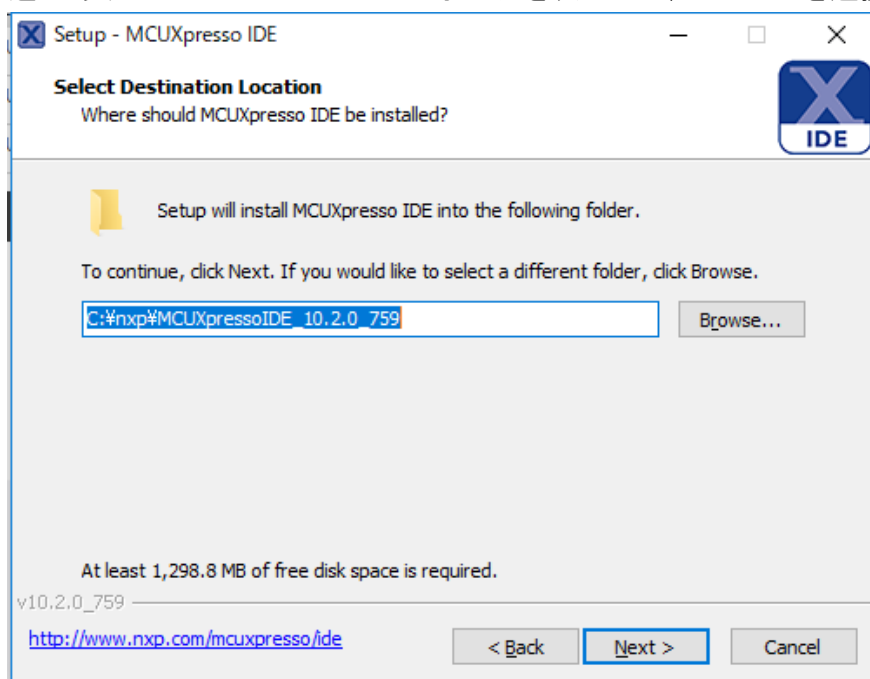 Setup - MCUXpresso IDE
Select Destination Location
Where should MCUXpresso IDE be installed?
IDE
Setup will install MCUXpresso IDE into the following folder.
To continue, click Next. If you would like to select a different folder, click Browse.
C:¥nxp¥MCUXpressoIDE_10.2.0_759
Browse...
At least 1,298.8 MB of free disk space is required.
v10.2.0_759
http://www.nxp.com/mcuxpresso/ide
< Back Next > Cancel